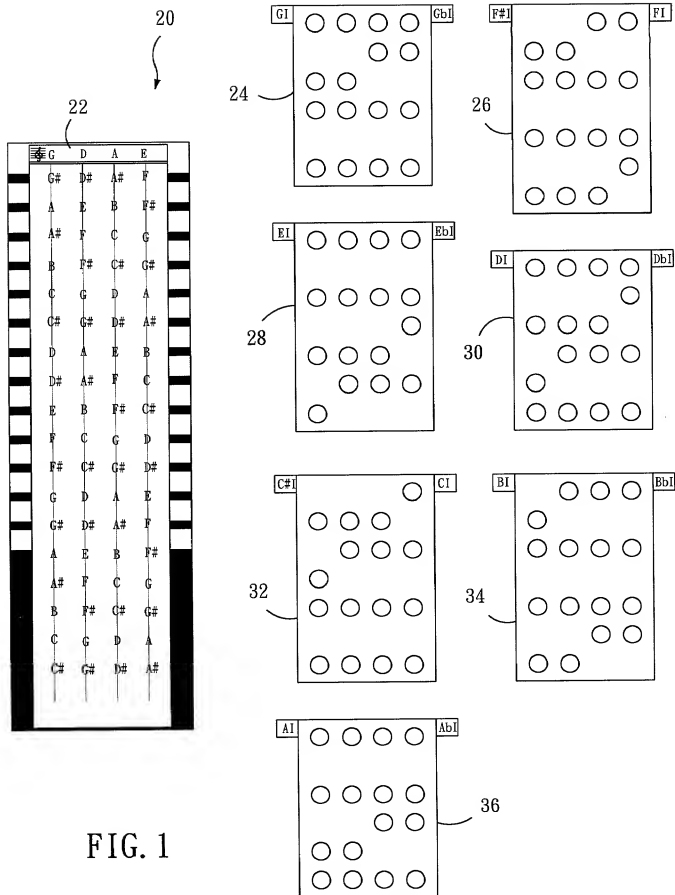 20
22
G D A E
G# D# A# F
A E B F#
A# F C G
B F# C# G#
C G D A
C# G# D# A#
D A E B
D# A# F C
E B F# C#
F C G D
F# C# G# D#
G D A E
G# D# A# F
A E B F#
A# F C G
B F# C# G#
C G D A
C# G# D# A#
FIG. 1
GI GbI
24
F#I FI
26
EI EbI
28
DI DbI
30
C#I CI
32
BI BbI
34
AI AbI
36